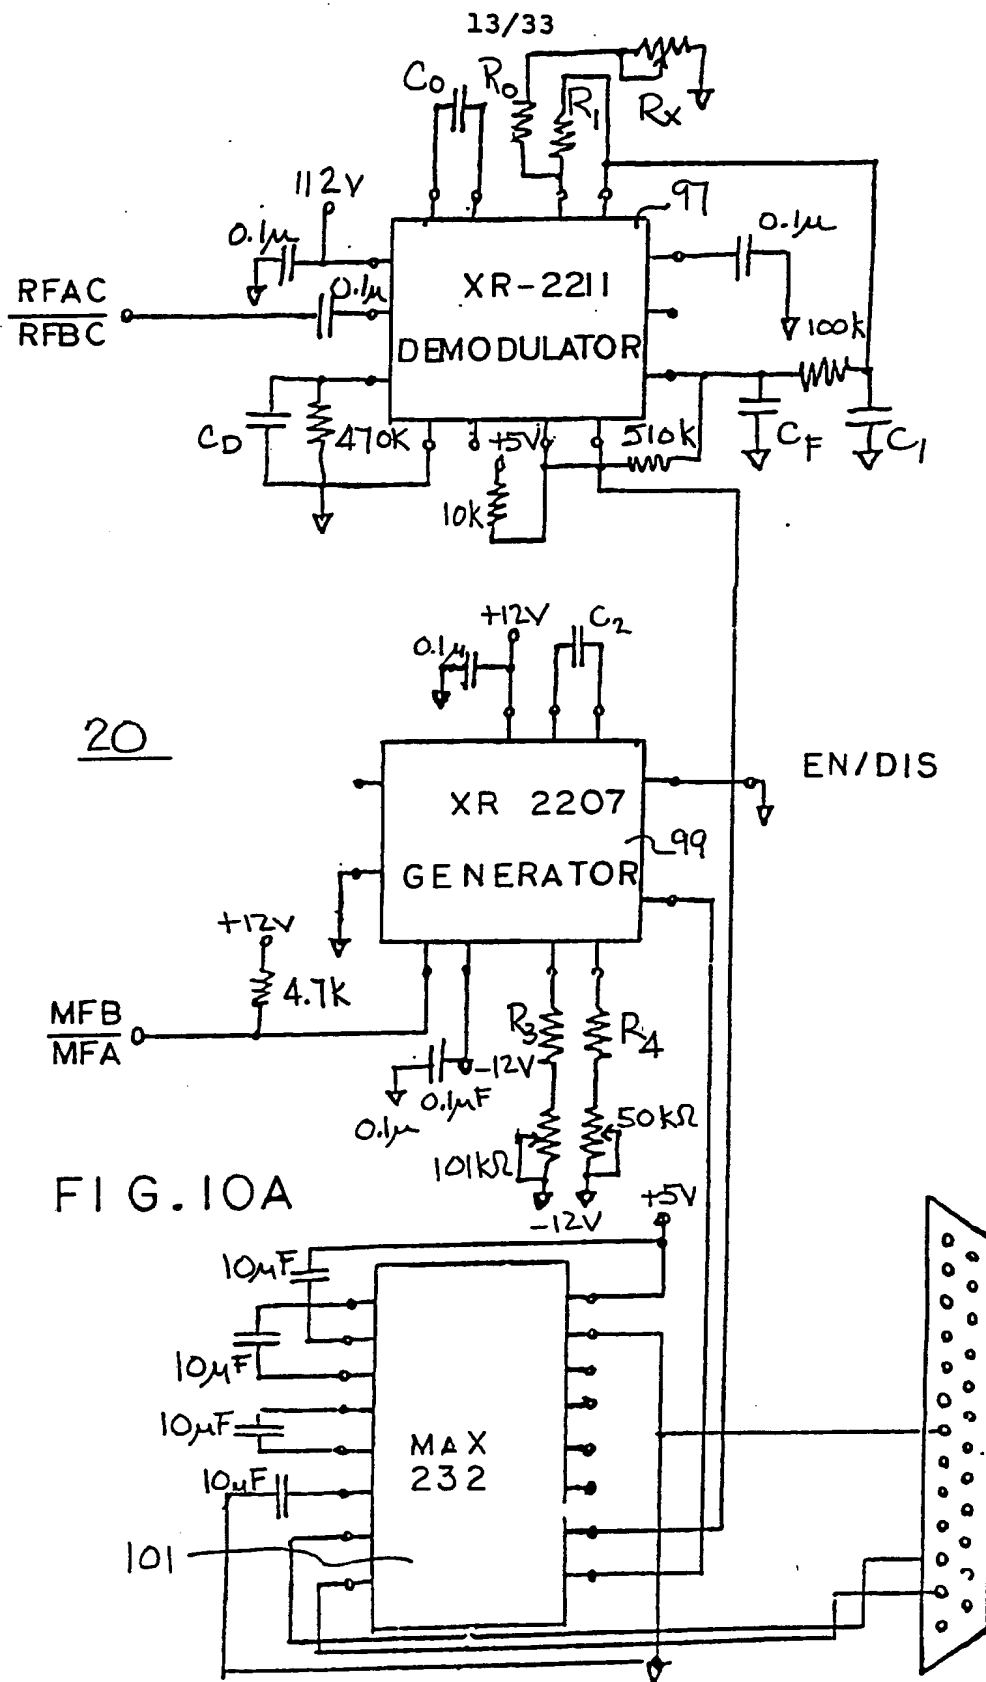 13/33
C0
R0
R1
Rx
112V
97
0.1µ
0.1µ
0.1µ
RFAC
RFBC
XR-2211
DEMODULATOR
100k
CD
470K
+5V
510k
CF
C1
10k
+12V
C2
0.1µ
20
EN/DIS
XR 2207
99
GENERATOR
+12V
4.7K
MFB
MFA
R3
R4
-12V
0.1µF
0.1µ
50kΩ
101kΩ
FIG.10A
-12V
+5V
10µF
10µF
10µF
MAX
232
10µF
101